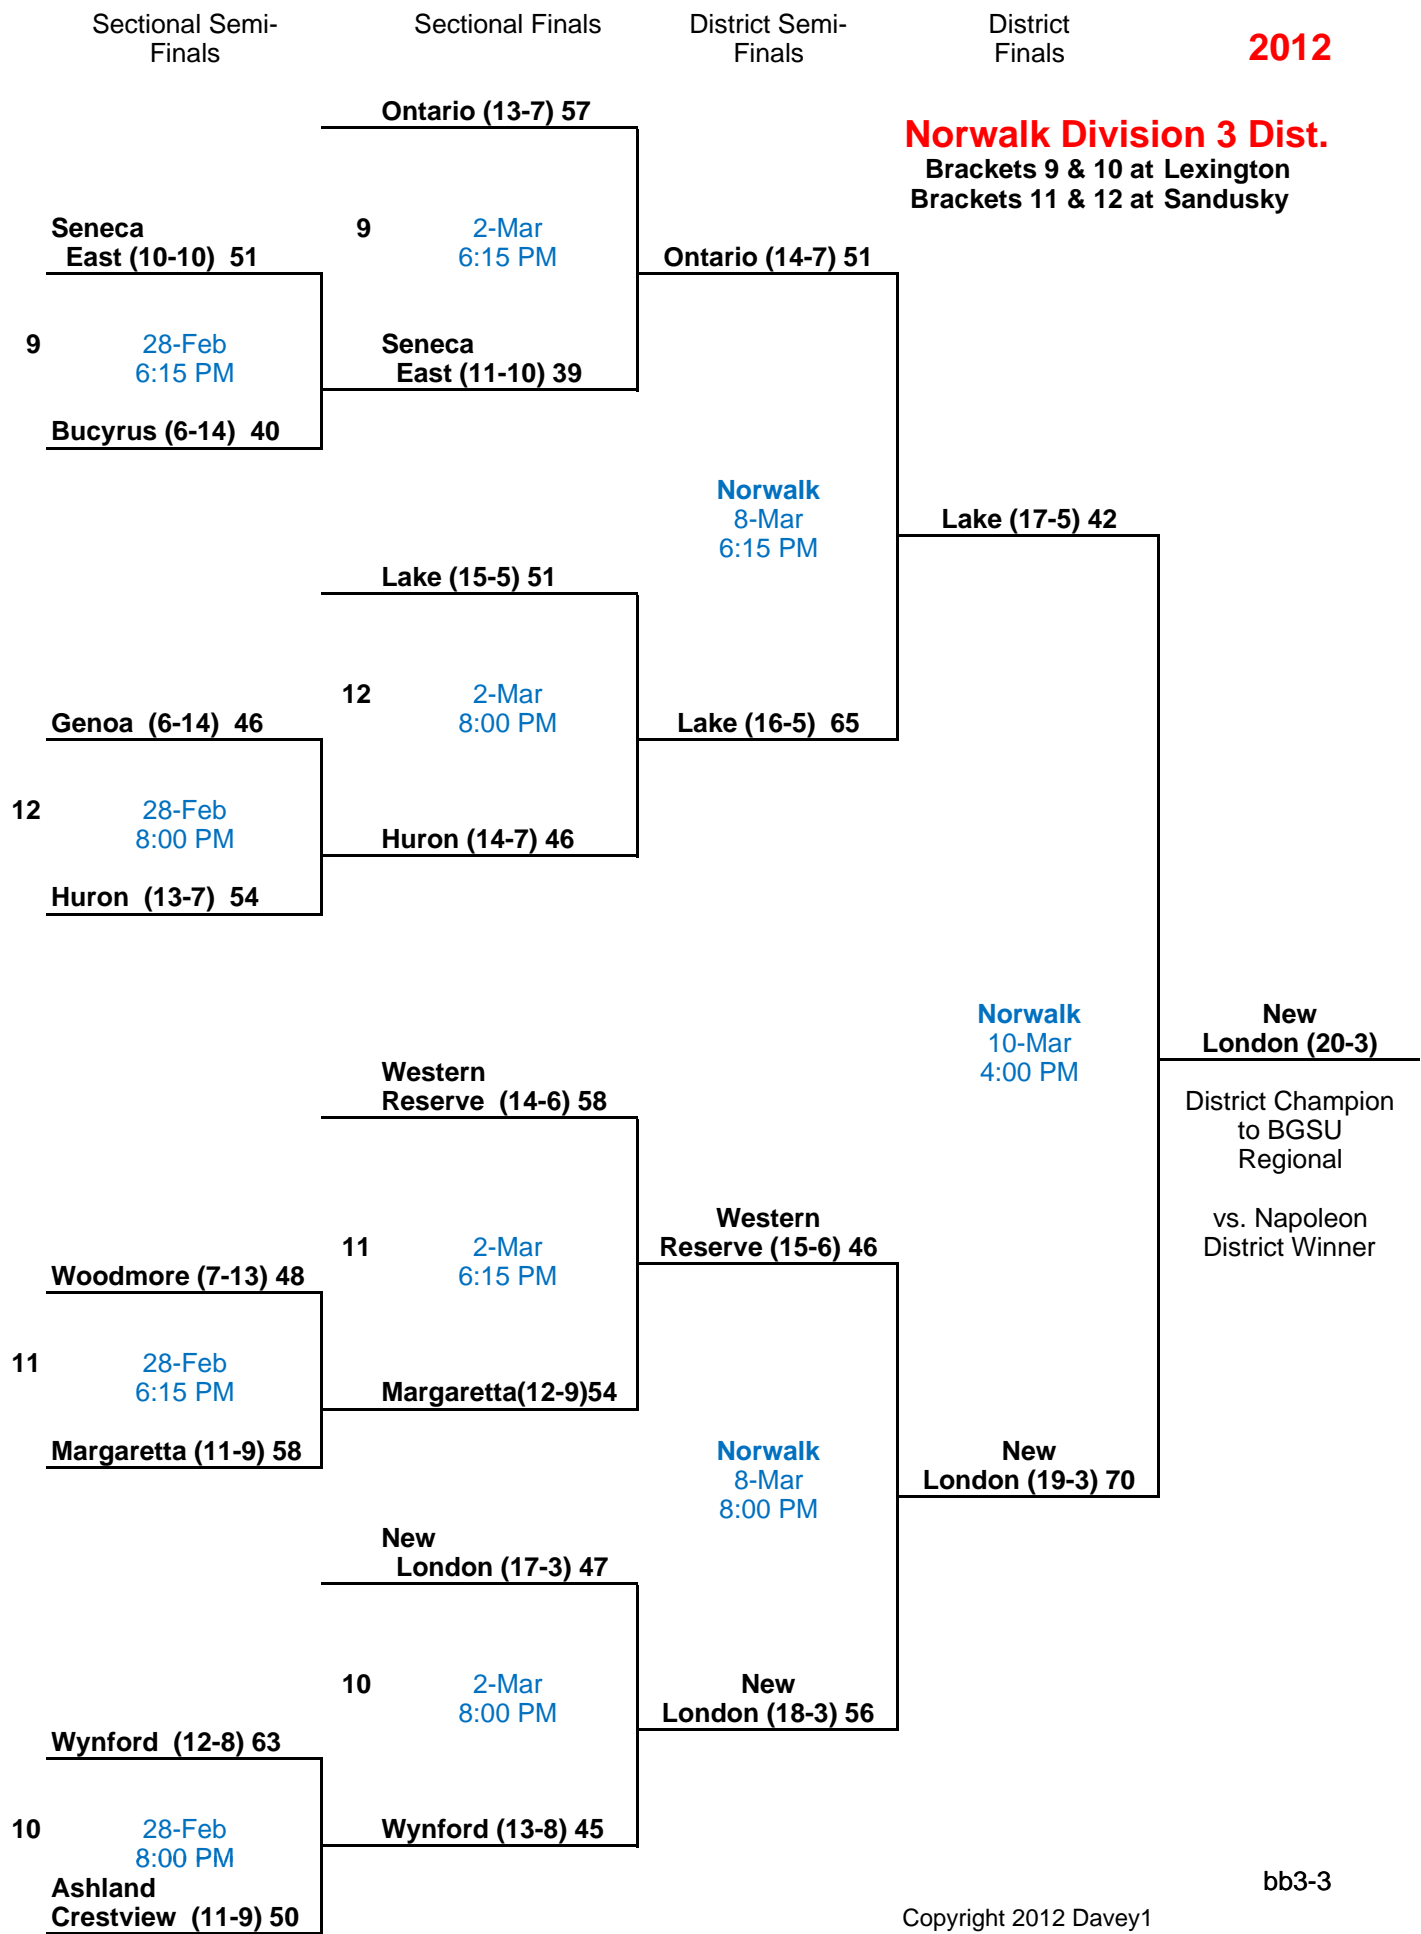 Sectional Semi-
Finals
Sectional Finals
District Semi-
Finals
District
Finals
2012
Norwalk Division 3 Dist.
Brackets 9 & 10 at Lexington
Brackets 11 & 12 at Sandusky
Ontario (13-7) 57
Seneca
East (10-10) 51
9
2-Mar
6:15 PM
Ontario (14-7) 51
9
28-Feb
6:15 PM
Seneca
East (11-10) 39
Bucyrus (6-14) 40
Norwalk
8-Mar
6:15 PM
Lake (17-5) 42
Lake (15-5) 51
12
2-Mar
8:00 PM
Genoa (6-14) 46
Lake (16-5) 65
12
28-Feb
8:00 PM
Huron (14-7) 46
Huron (13-7) 54
Norwalk
10-Mar
4:00 PM
New
London (20-3)
District Champion
to BGSU
Regional
vs. Napoleon
District Winner
Western
Reserve (14-6) 58
11
2-Mar
6:15 PM
Western
Reserve (15-6) 46
Woodmore (7-13) 48
11
28-Feb
6:15 PM
Margaretta(12-9)54
Margaretta (11-9) 58
Norwalk
8-Mar
8:00 PM
New
London (19-3) 70
New
London (17-3) 47
10
2-Mar
8:00 PM
New
London (18-3) 56
Wynford (12-8) 63
10
28-Feb
8:00 PM
Wynford (13-8) 45
Ashland
Crestview (11-9) 50
bb3-3
Copyright 2012 Davey1